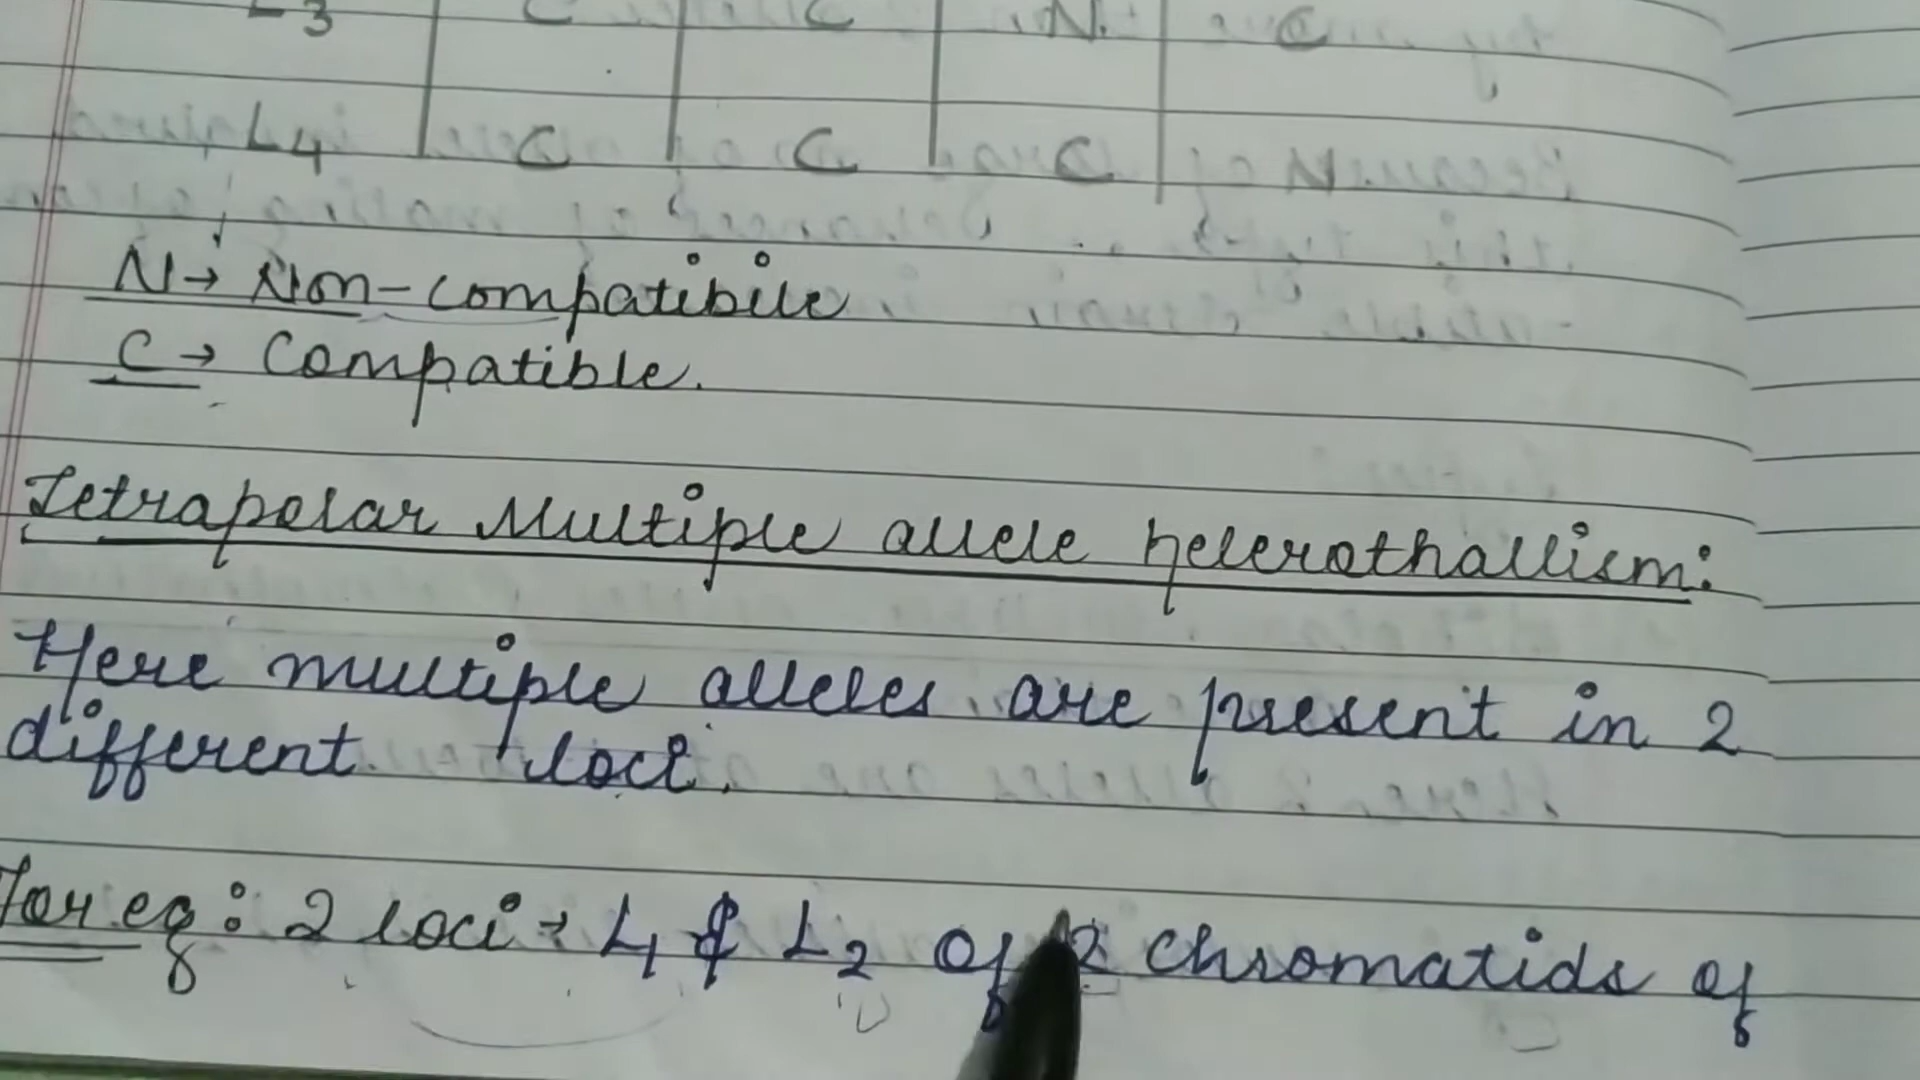 L3 C C N C
L4 C C C N
N → Non-compatibile
C → Compatible.
Tetrapolar Multiple allele heterothallism:
Here multiple alleles are present in 2
different loci.
For eg: 2 loci → L1 & L2 of 2 chromatids of